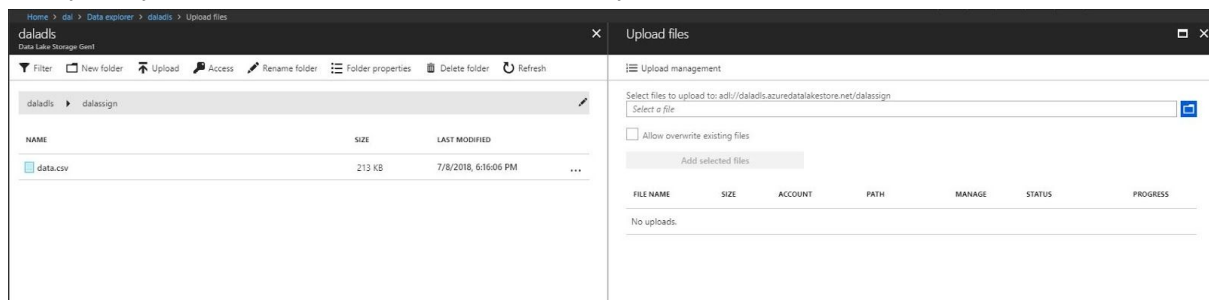 Home > dal > Data explorer > daladls > Upload files
daladls
Data Lake Storage Gen1
Filter New folder Upload Access Rename folder Folder properties Delete folder Refresh
daladls dalassign
NAME SIZE LAST MODIFIED
data.csv 213 KB 7/8/2018, 6:16:06 PM ...
Upload files
Upload management
Select files to upload to: adl://daladls.azuredatalakestore.net/dalassign
Select a file
Allow overwrite existing files
Add selected files
FILE NAME SIZE ACCOUNT PATH MANAGE STATUS PROGRESS
No uploads.